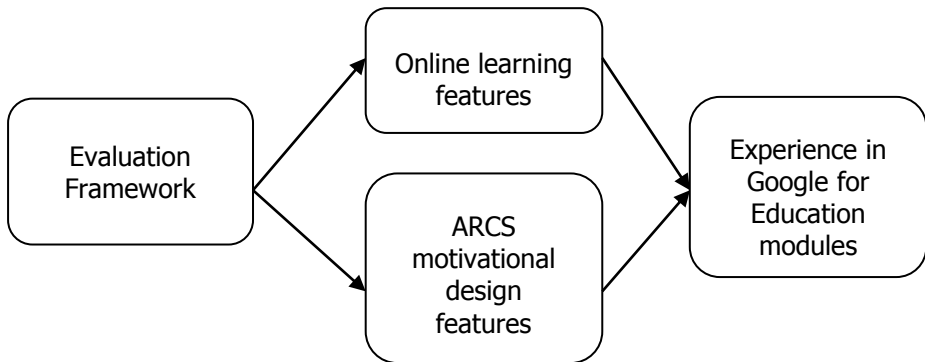 Evaluation
Framework
Online learning
features
ARCS
motivational
design
features
Experience in
Google for
Education
modules